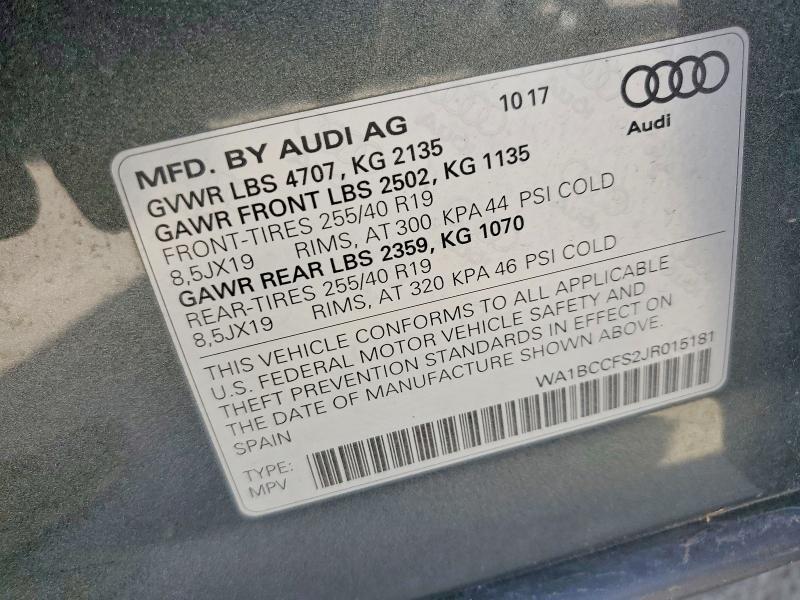 10 17
Audi
MFD. BY AUDI AG
GVWR LBS 4707, KG 2135
GAWR FRONT LBS 2502, KG 1135
FRONT-TIRES 255/40 R19
8,5JX19 RIMS, AT 300 KPA 44 PSI COLD
GAWR REAR LBS 2359, KG 1070
REAR-TIRES 255/40 R19
8,5JX19 RIMS, AT 320 KPA 46 PSI COLD
THIS VEHICLE CONFORMS TO ALL APPLICABLE
U.S. FEDERAL MOTOR VEHICLE SAFETY AND
THEFT PREVENTION STANDARDS IN EFFECT ON
THE DATE OF MANUFACTURE SHOWN ABOVE.
SPAIN
WA1BCCFS2JR015181
TYPE:
MPV